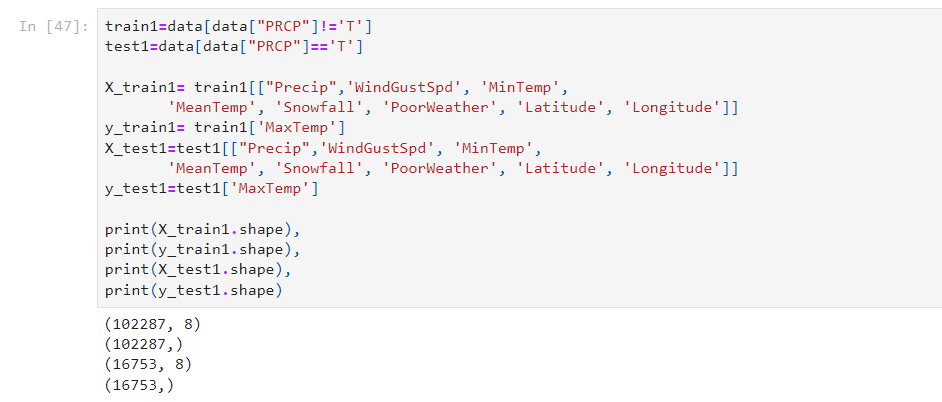 In [47]: train1=data[data["PRCP"]!='T']
test1=data[data["PRCP"]=='T']
X_train1= train1[["Precip",'WindGustSpd', 'MinTemp',
'MeanTemp', 'Snowfall', 'PoorWeather', 'Latitude', 'Longitude']]
y_train1= train1['MaxTemp']
X_test1=test1[["Precip",'WindGustSpd', 'MinTemp',
'MeanTemp', 'Snowfall', 'PoorWeather', 'Latitude', 'Longitude']]
y_test1=test1['MaxTemp']
print(X_train1.shape),
print(y_train1.shape),
print(X_test1.shape),
print(y_test1.shape)
(102287, 8)
(102287,)
(16753, 8)
(16753,)